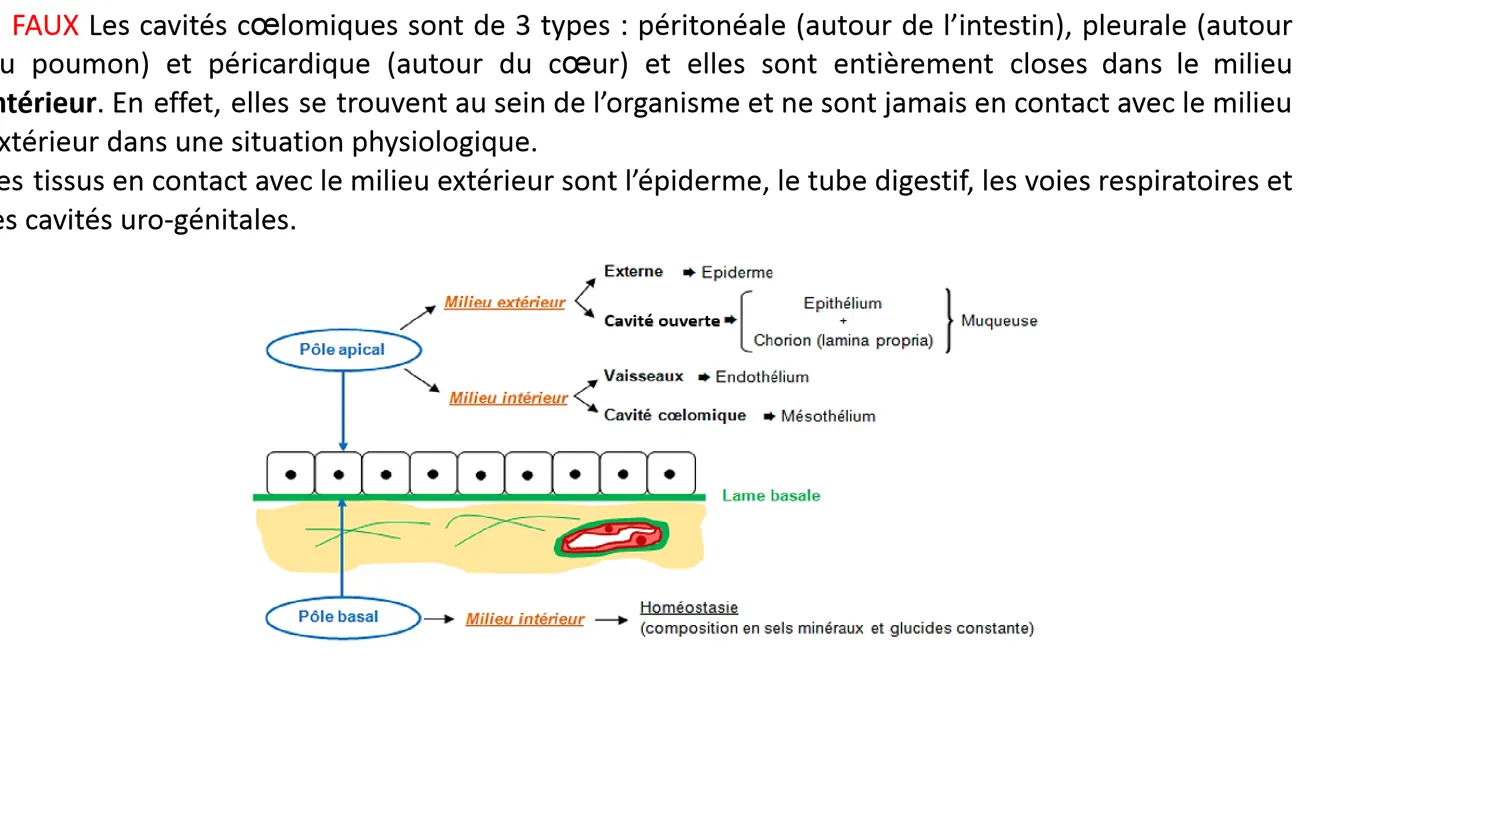 FAUX Les cavités cœlomiques sont de 3 types : péritonéale (autour de l’intestin), pleurale (autour
u poumon) et péricardique (autour du cœur) et elles sont entièrement closes dans le milieu
ntérieur. En effet, elles se trouvent au sein de l’organisme et ne sont jamais en contact avec le milieu
xtérieur dans une situation physiologique.
es tissus en contact avec le milieu extérieur sont l’épiderme, le tube digestif, les voies respiratoires et
es cavités uro-génitales.
Externe Epiderme
Milieu extérieur
Cavité ouverte
Epithélium
+
Chorion (lamina propria)
Muqueuse
Pôle apical
Vaisseaux Endothélium
Milieu intérieur
Cavité cœlomique Mésothélium
Lame basale
Pôle basal
Milieu intérieur
Homéostasie
(composition en sels minéraux et glucides constante)